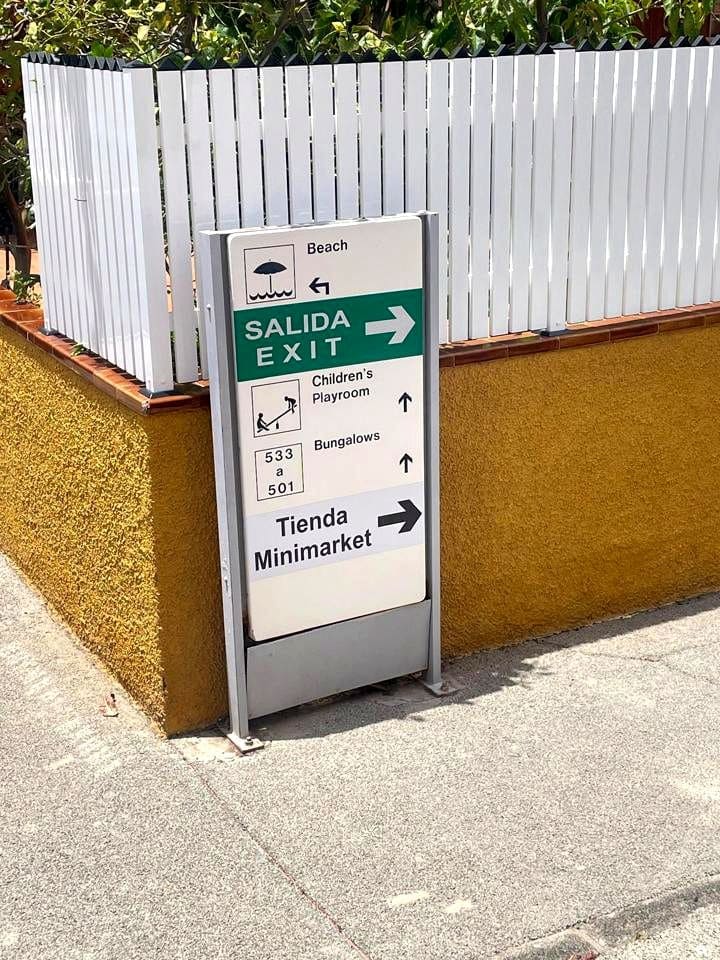 Beach
SALIDA
EXIT
Children's
Playroom
Bungalows
533
a
501
Tienda
Minimarket